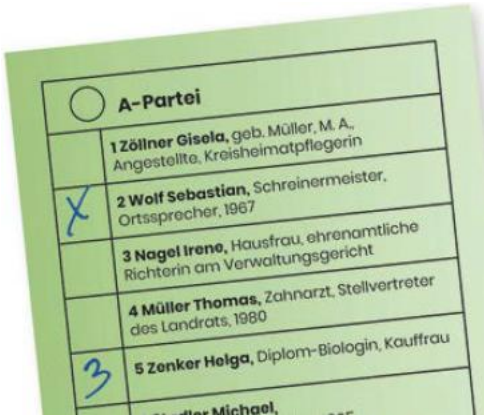 A-Partei
1 Zöllner Gisela, geb. Müller, M. A.,
Angestellte, Kreisheimatpflegerin
X
2 Wolf Sebastian, Schreinermeister,
Ortssprecher, 1967
3 Nagel Irene, Hausfrau, ehrenamtliche
Richterin am Verwaltungsgericht
4 Müller Thomas, Zahnarzt, Stellvertreter
des Landrats, 1980
3
5 Zenker Helga, Diplom-Biologin, Kauffrau
Michael,